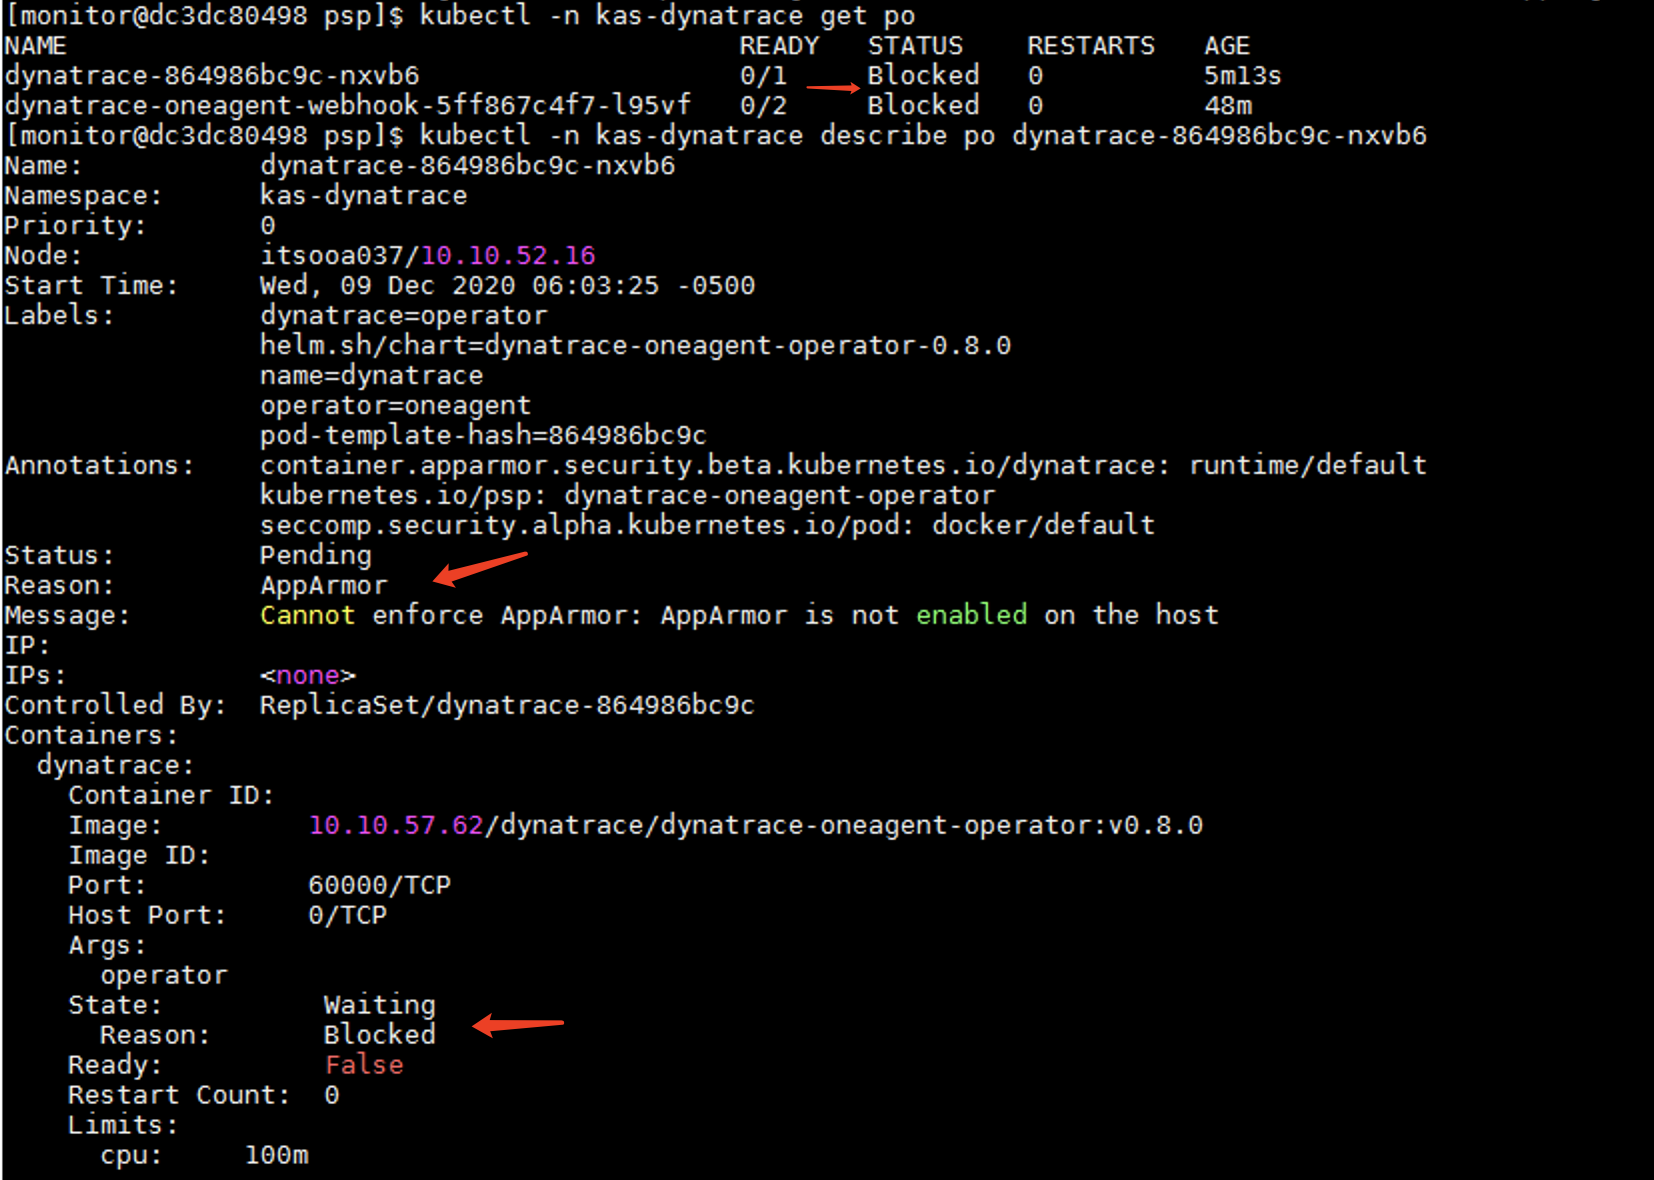 [monitor@dc3dc80498 psp]$ kubectl -n kas-dynatrace get po
NAME READY STATUS RESTARTS AGE
dynatrace-864986bc9c-nxvb6 0/1 Blocked 0 5m13s
dynatrace-oneagent-webhook-5ff867c4f7-l95vf 0/2 Blocked 0 48m
[monitor@dc3dc80498 psp]$ kubectl -n kas-dynatrace describe po dynatrace-864986bc9c-nxvb6
Name: dynatrace-864986bc9c-nxvb6
Namespace: kas-dynatrace
Priority: 0
Node: itsooa037/10.10.52.16
Start Time: Wed, 09 Dec 2020 06:03:25 -0500
Labels: dynatrace=operator
helm.sh/chart=dynatrace-oneagent-operator-0.8.0
name=dynatrace
operator=oneagent
pod-template-hash=864986bc9c
Annotations: container.apparmor.security.beta.kubernetes.io/dynatrace: runtime/default
kubernetes.io/psp: dynatrace-oneagent-operator
seccomp.security.alpha.kubernetes.io/pod: docker/default
Status: Pending
Reason: AppArmor
Message: Cannot enforce AppArmor: AppArmor is not enabled on the host
IP:
IPs: <none>
Controlled By: ReplicaSet/dynatrace-864986bc9c
Containers:
dynatrace:
Container ID:
Image: 10.10.57.62/dynatrace/dynatrace-oneagent-operator:v0.8.0
Image ID:
Port: 60000/TCP
Host Port: 0/TCP
Args:
operator
State: Waiting
Reason: Blocked
Ready: False
Restart Count: 0
Limits:
cpu: 100m